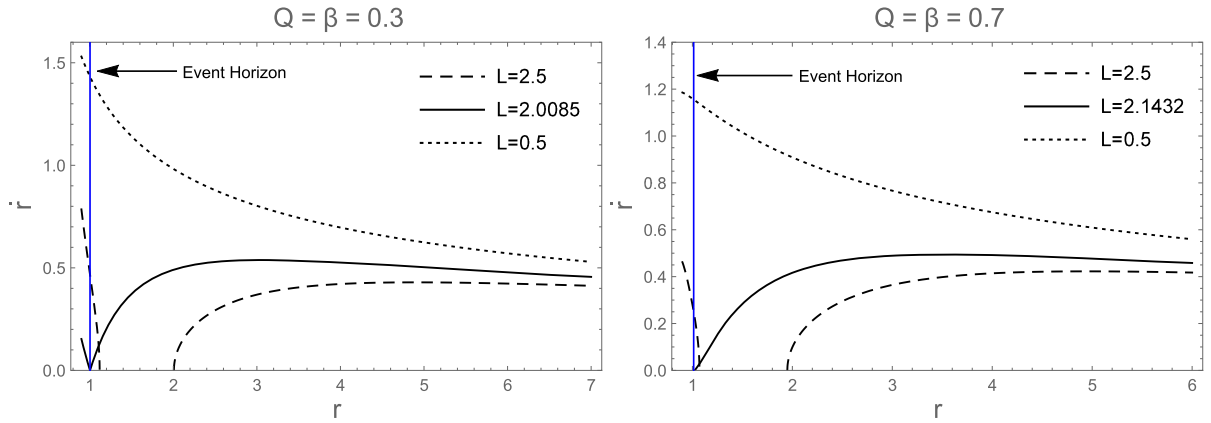 Q = β = 0.3
Event Horizon
L=2.5
L=2.0085
L=0.5
1.5
1.0
0.5
0.0
ṙ
1 2 3 4 5 6 7
r
Q = β = 0.7
Event Horizon
L=2.5
L=2.1432
L=0.5
1.4
1.2
1.0
0.8
0.6
0.4
0.2
0.0
ṙ
1 2 3 4 5 6
r